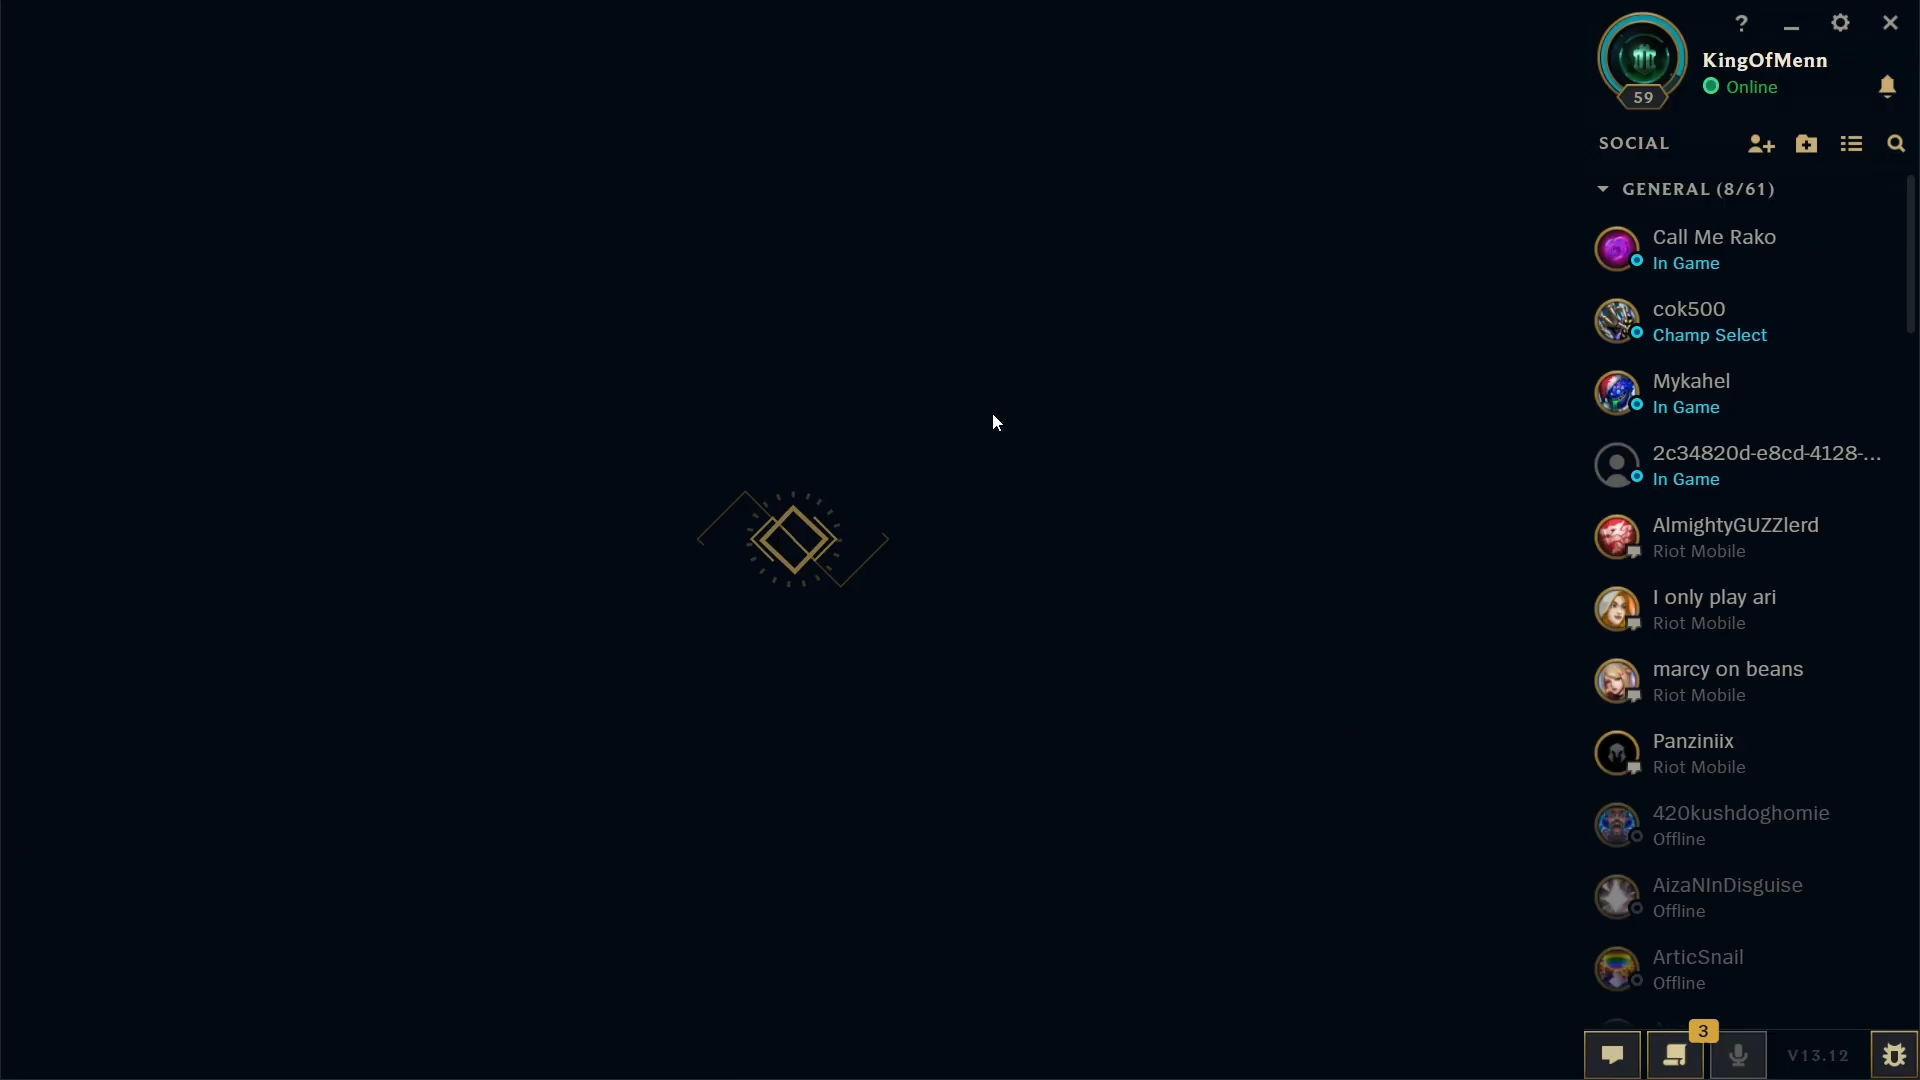 ?
KingOfMenn
Online
59
SOCIAL
GENERAL (8/61)
Call Me Rako
In Game
cok500
Champ Select
Mykahel
In Game
2c34820d-e8cd-4128-...
In Game
AlmightyGUZZlerd
Riot Mobile
I only play ari
Riot Mobile
marcy on beans
Riot Mobile
Panziniix
Riot Mobile
420kushdoghomie
Offline
AizaNInDisguise
Offline
ArticSnail
Offline
3
V13.12